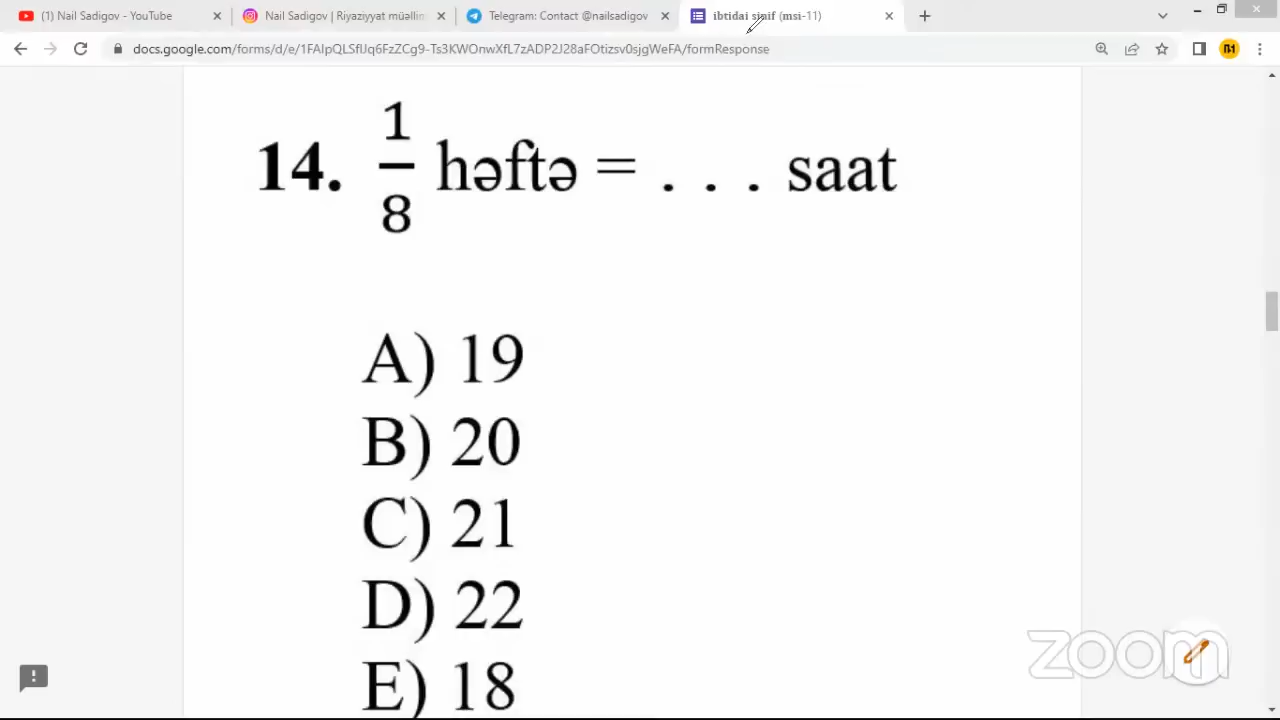 (1) Nail Sadigov - YouTube
Nail Sadigov | Riyaziyyat müəllim
Telegram: Contact @nailsadigov
ibtidai sinif (msi-11)
docs.google.com/forms/d/e/1FAIpQLSfUq6FzZCg9-Ts3KWOnwXfL7zADP2J28aFOtizsv0sjgWeFA/formResponse
14. 1/8 həftə = . . . saat
A) 19
B) 20
C) 21
D) 22
E) 18
zoom